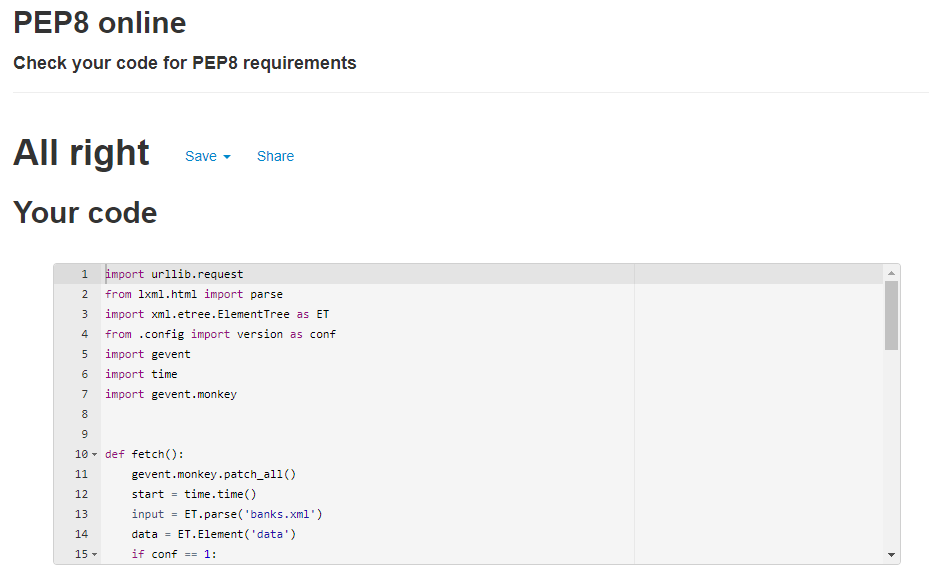 PEP8 online
Check your code for PEP8 requirements
All right Save Share
Your code
1 import urllib.request
2 from lxml.html import parse
3 import xml.etree.ElementTree as ET
4 from .config import version as conf
5 import gevent
6 import time
7 import gevent.monkey
8
9
10 def fetch():
11     gevent.monkey.patch_all()
12     start = time.time()
13     input = ET.parse('banks.xml')
14     data = ET.Element('data')
15     if conf == 1: